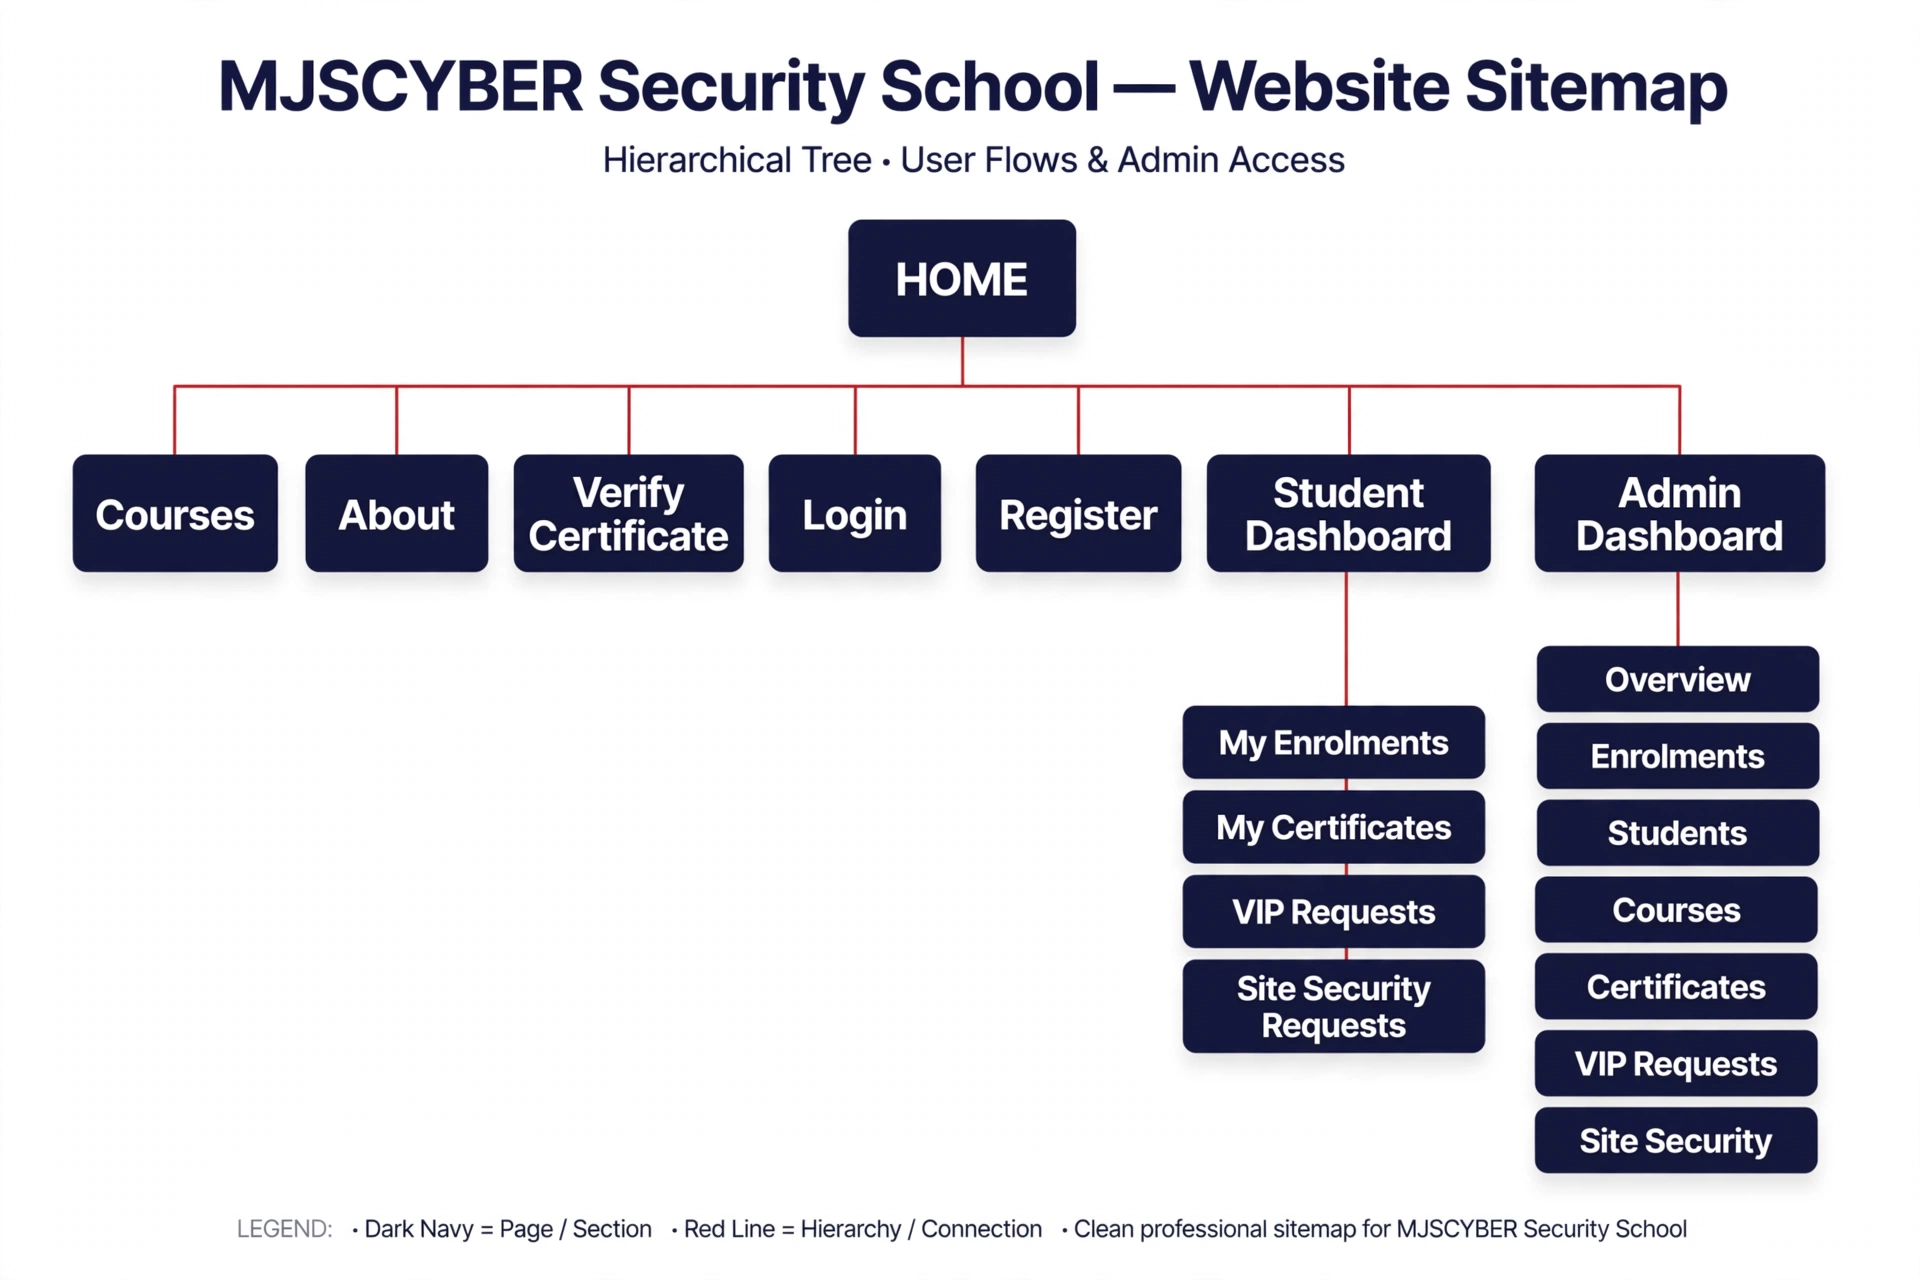 MJSCYBER Security School — Website Sitemap
Hierarchical Tree • User Flows & Admin Access
HOME
Courses
About
Verify
Certificate
Login
Register
Student
Dashboard
Admin
Dashboard
My Enrolments
My Certificates
VIP Requests
Site Security
Requests
Overview
Enrolments
Students
Courses
Certificates
VIP Requests
Site Security
LEGEND: • Dark Navy = Page / Section • Red Line = Hierarchy / Connection • Clean professional sitemap for MJSCYBER Security School